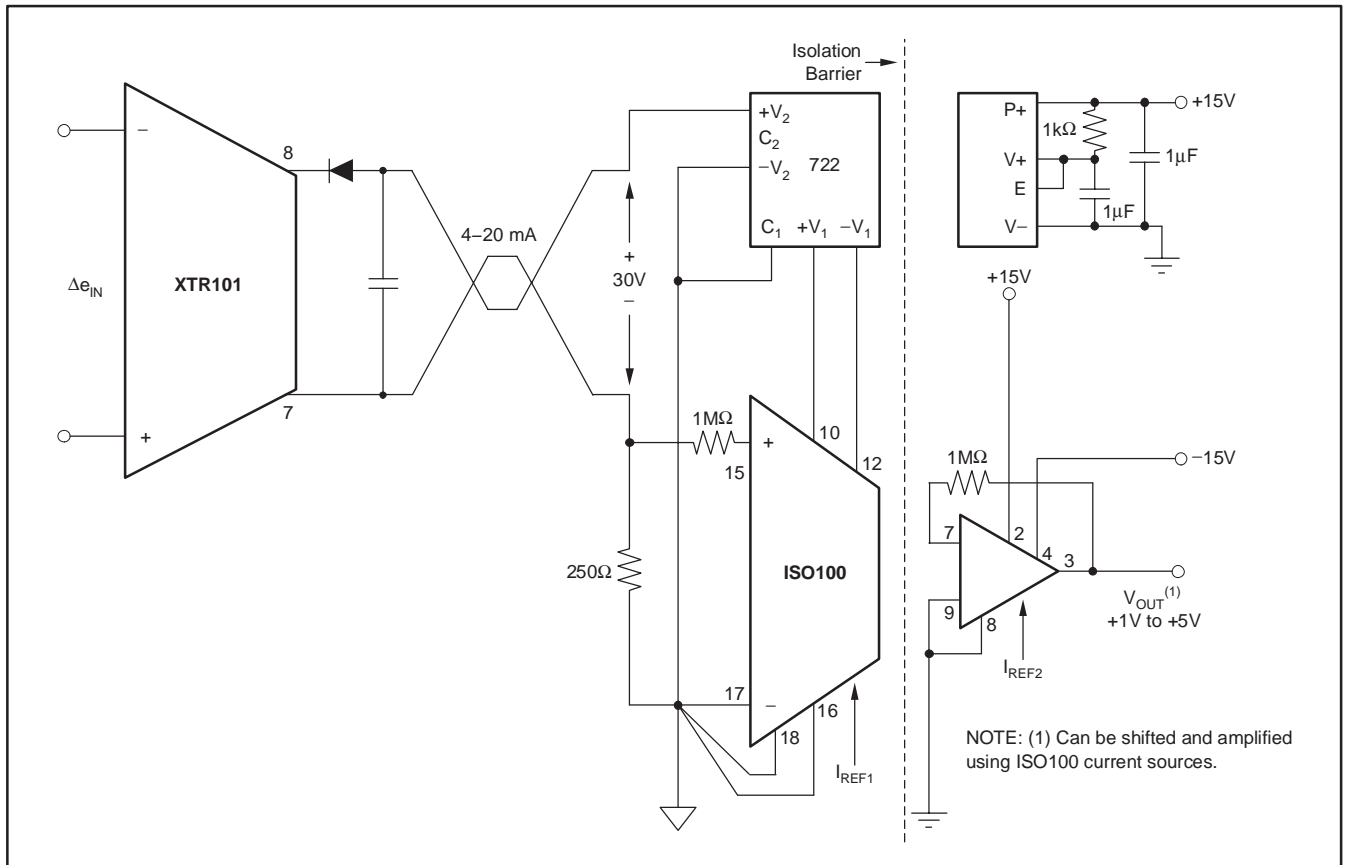 Isolation
Barrier
−
8
ΔeIN
XTR101
4–20 mA
7
+
+
30V
−
+V2
C2
−V2
722
C1 +V1 −V1
P+
+15V
1kΩ
1μF
V+
E
1μF
V−
+15V
1MΩ
+
15
10
12
250Ω
ISO100
17
−
16
18
IREF1
−15V
1MΩ
7
2
4
3
9
8
VOUT(1)
+1V to +5V
IREF2
NOTE: (1) Can be shifted and amplified
using ISO100 current sources.